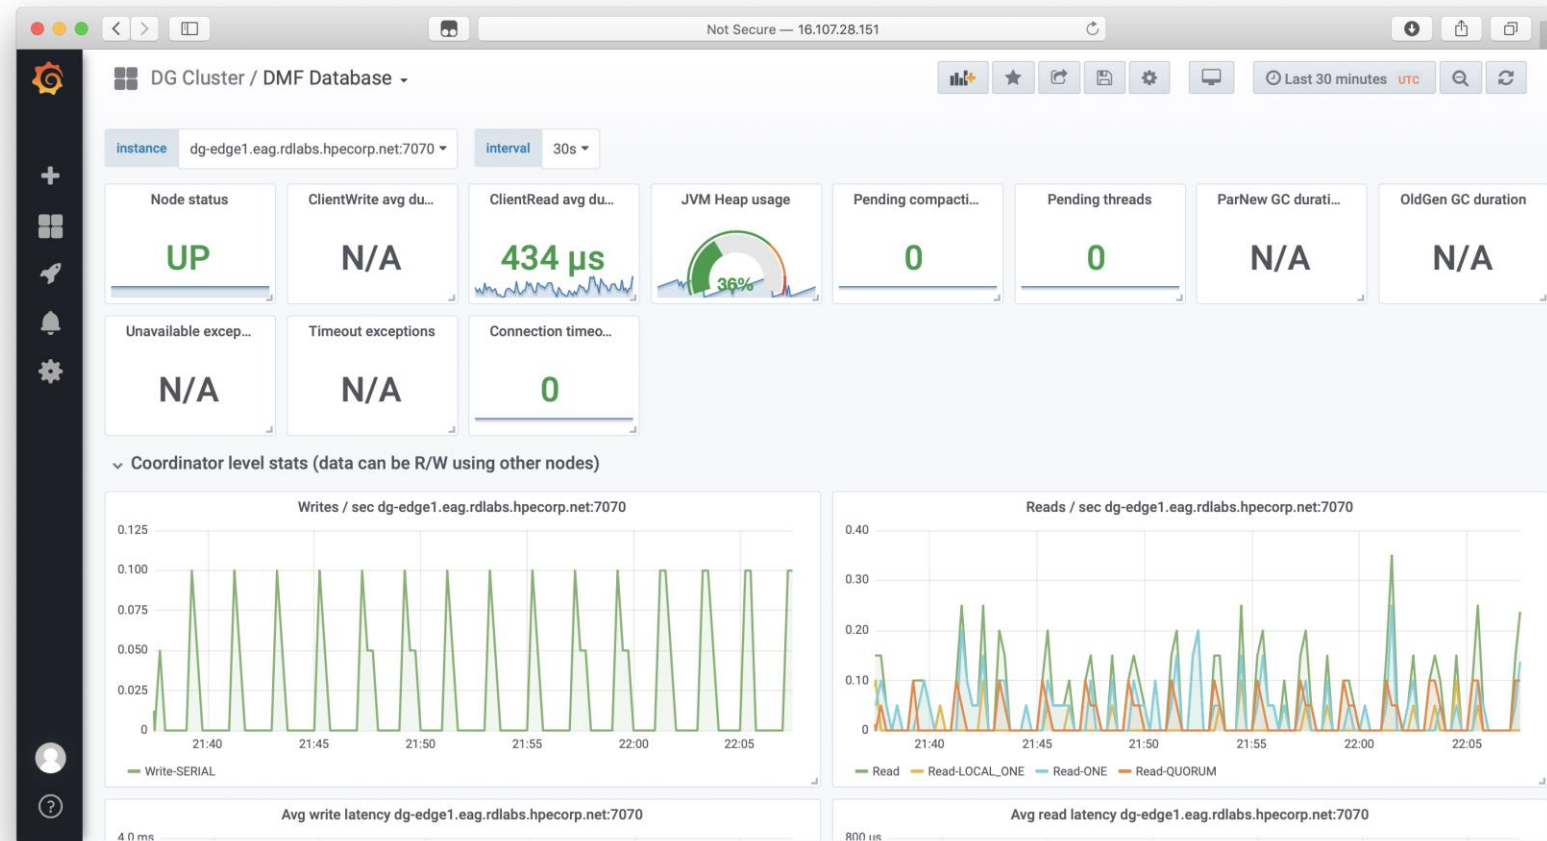 Not Secure — 16.107.28.151
DG Cluster / DMF Database
Last 30 minutes UTC
instance dg-edge1.eag.rdlabs.hpecorp.net:7070 interval 30s
Node status
UP
ClientWrite avg du...
N/A
ClientRead avg du...
434 µs
JVM Heap usage
36%
Pending compacti...
0
Pending threads
0
ParNew GC durati...
N/A
OldGen GC duration
N/A
Unavailable excep...
N/A
Timeout exceptions
N/A
Connection timeo...
0
Coordinator level stats (data can be R/W using other nodes)
Writes / sec dg-edge1.eag.rdlabs.hpecorp.net:7070
0.125
0.100
0.075
0.050
0.025
0
21:40 21:45 21:50 21:55 22:00 22:05
Write-SERIAL
Reads / sec dg-edge1.eag.rdlabs.hpecorp.net:7070
0.40
0.30
0.20
0.10
0
21:40 21:45 21:50 21:55 22:00 22:05
Read Read-LOCAL_ONE Read-ONE Read-QUORUM
Avg write latency dg-edge1.eag.rdlabs.hpecorp.net:7070
4.0 ms
Avg read latency dg-edge1.eag.rdlabs.hpecorp.net:7070
800 us